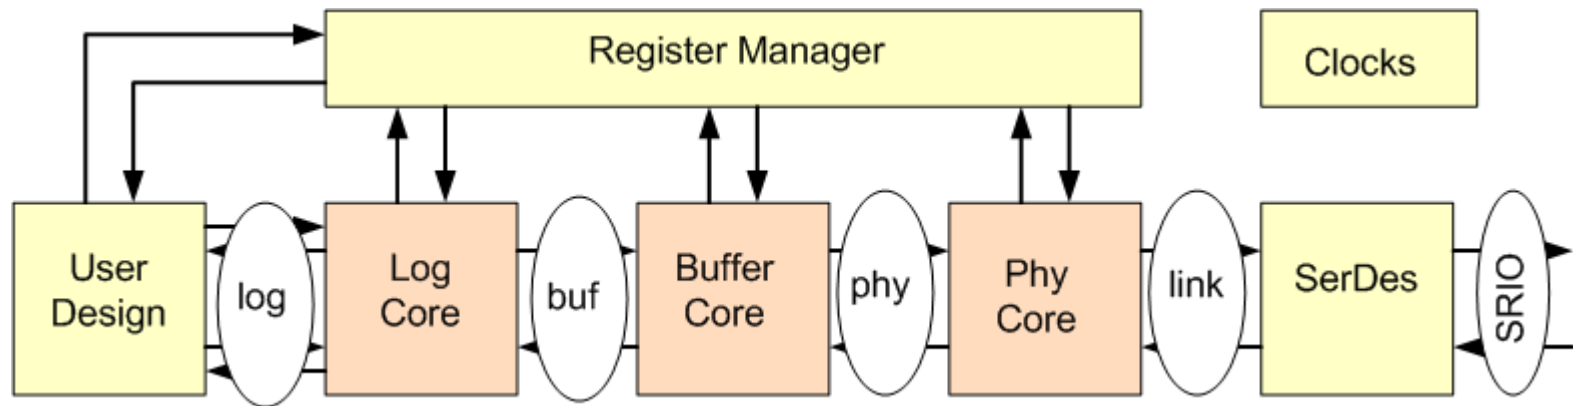 Register Manager
Clocks
User
Design
log
Log
Core
buf
Buffer
Core
phy
Phy
Core
link
SerDes
SRIO